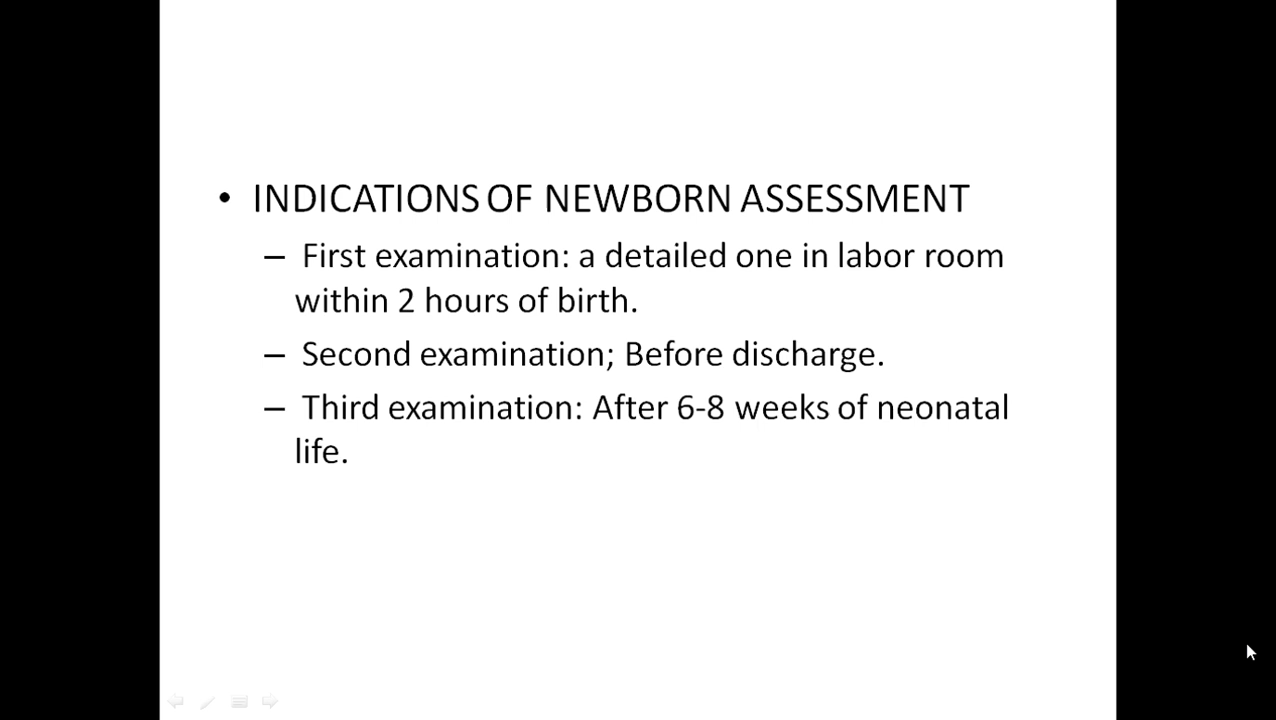 • INDICATIONS OF NEWBORN ASSESSMENT
– First examination: a detailed one in labor room
within 2 hours of birth.
– Second examination; Before discharge.
– Third examination: After 6-8 weeks of neonatal
life.